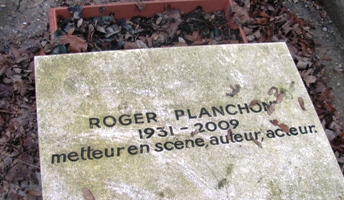 ROGER PLANCHON
1931-2009
metteur en scène, auteur, acteur.